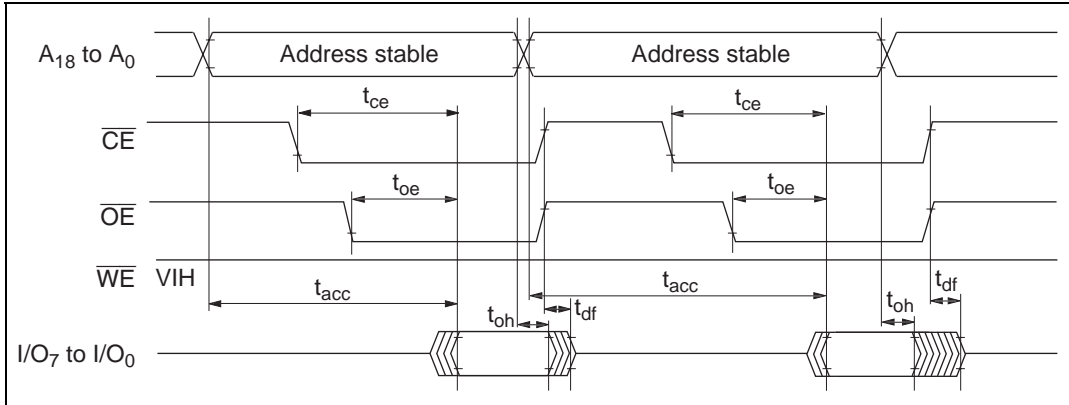 A18 to A0 Address stable Address stable
tce tce
CE
toe toe
OE
WE VIH
tacc tacc tdf
toh tdf toh
I/O7 to I/O0